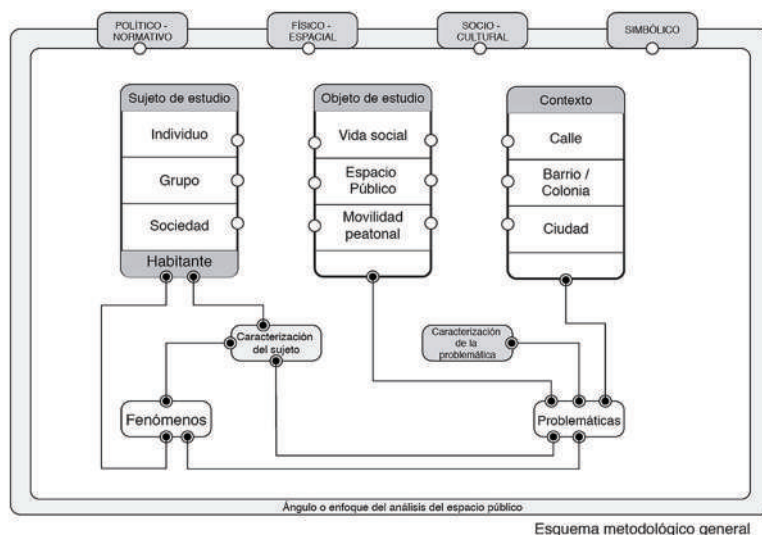 POLÍTICO -
NORMATIVO
FÍSICO -
ESPACIAL
SOCIO -
CULTURAL
SIMBÓLICO
Sujeto de estudio
Individuo
Grupo
Sociedad
Habitante
Objeto de estudio
Vida social
Espacio
Público
Movilidad
peatonal
Contexto
Calle
Barrio /
Colonia
Ciudad
Caracterización
del sujeto
Caracterización
de la
problemática
Fenómenos
Problemáticas
Ángulo o enfoque del análisis del espacio público
Esquema metodológico general